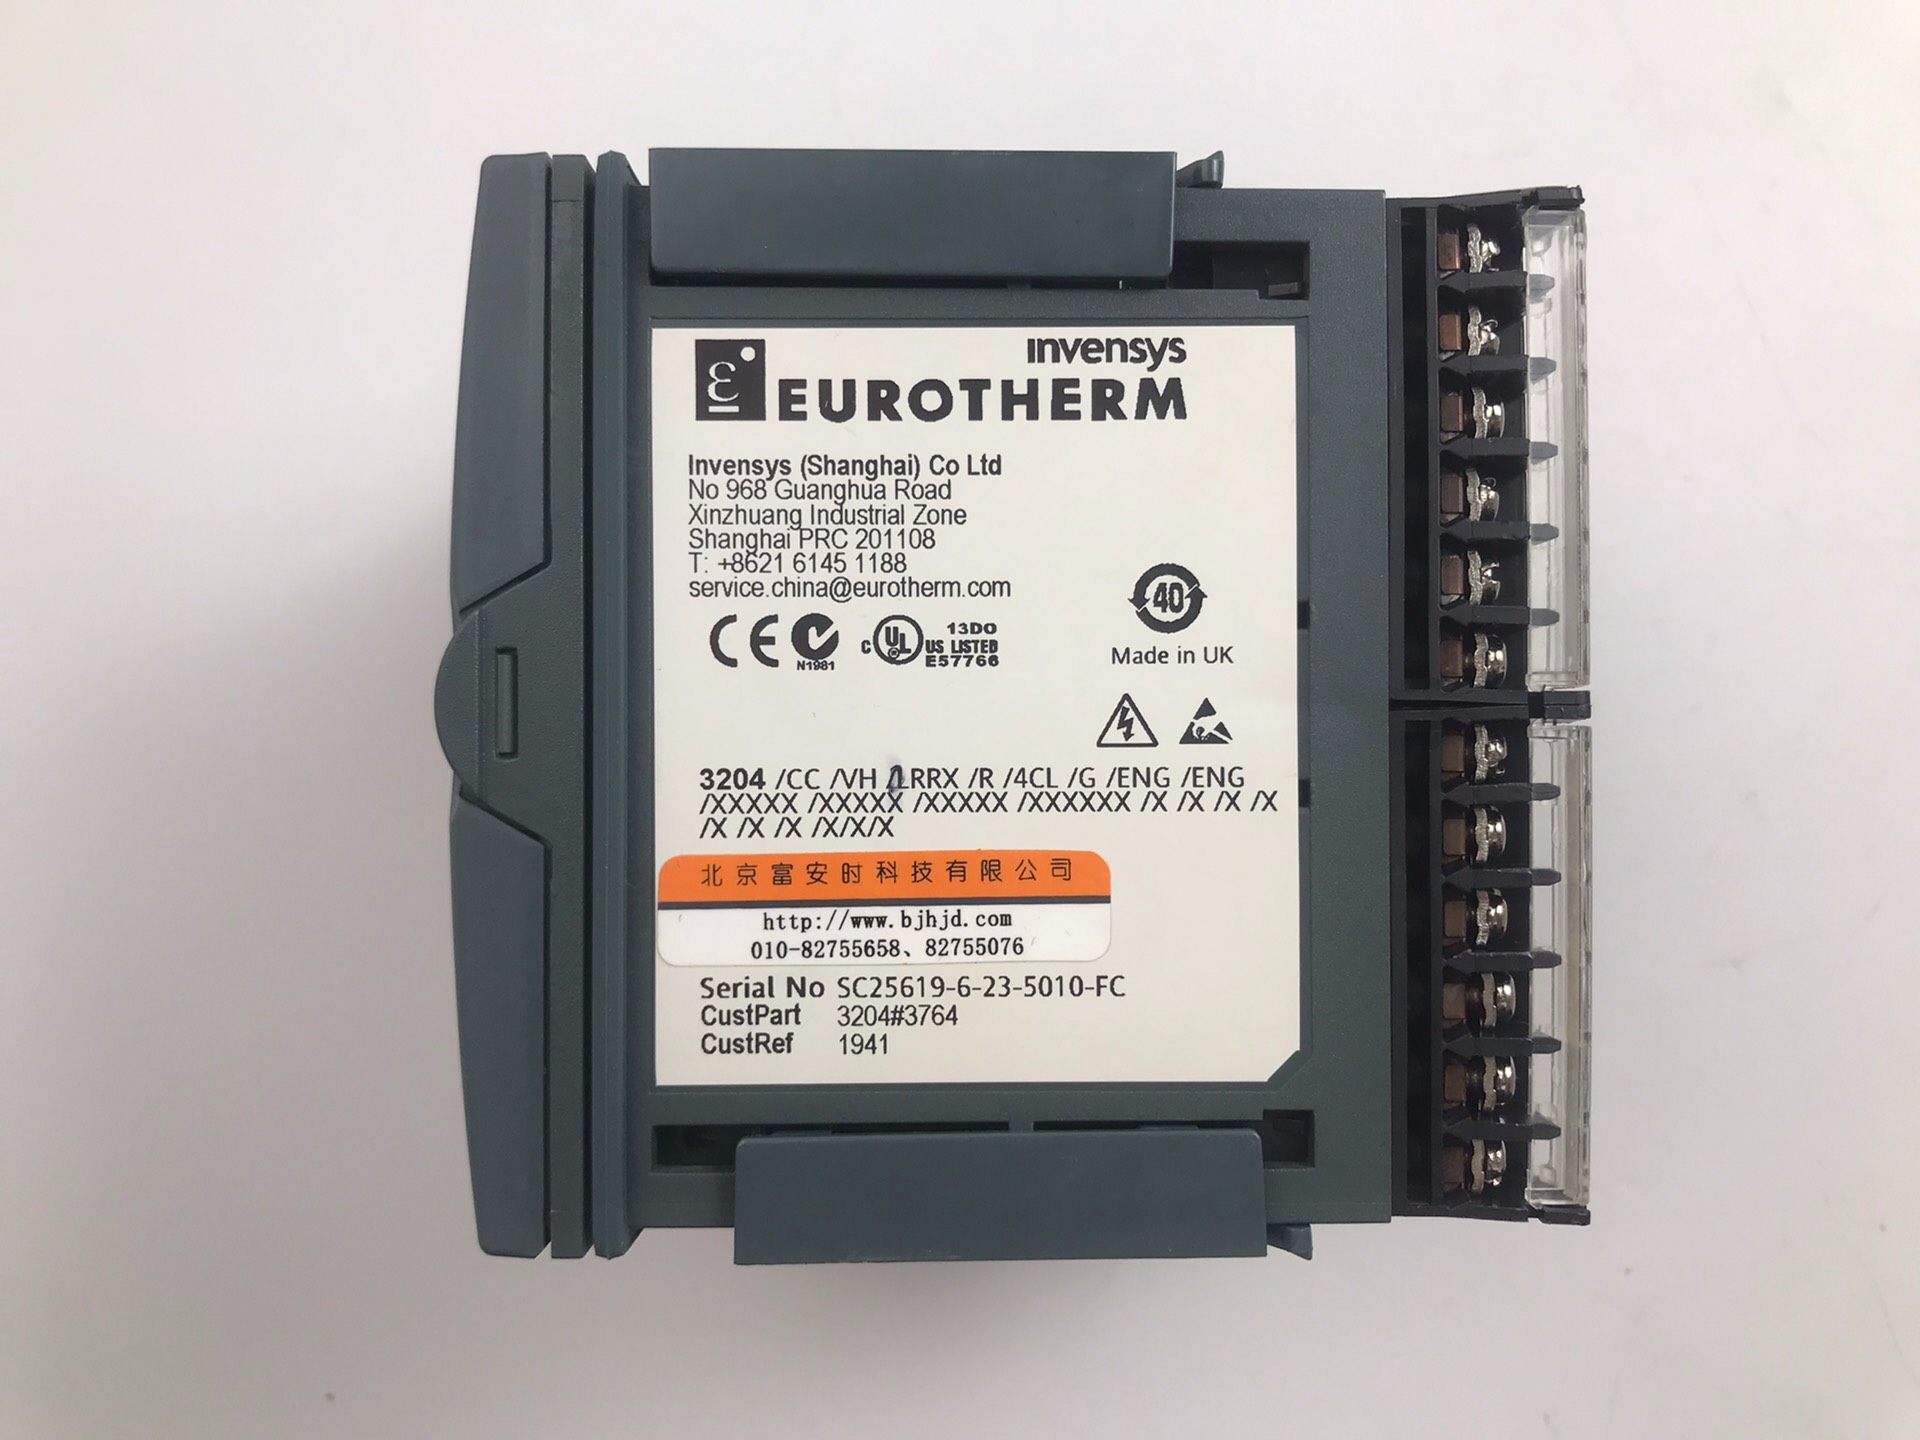 invensys
EUROTHERM
Invensys (Shanghai) Co Ltd
No 968 Guanghua Road
Xinzhuang Industrial Zone
Shanghai PRC 201108
T: +8621 6145 1188
service.china@eurotherm.com
40
CE N1981 C UL US LISTED 13DO E57766
Made in UK
3204 /CC /VH /LRRX /R /4CL /G /ENG /ENG
/XXXXX /XXXXX /XXXXX /XXXXXX /X /X /X /X
/X /X /X /X/X/X
北京富安时科技有限公司
http://www.bjhjd.com
010-82755658、82755076
Serial No SC25619-6-23-5010-FC
CustPart 3204#3764
CustRef 1941